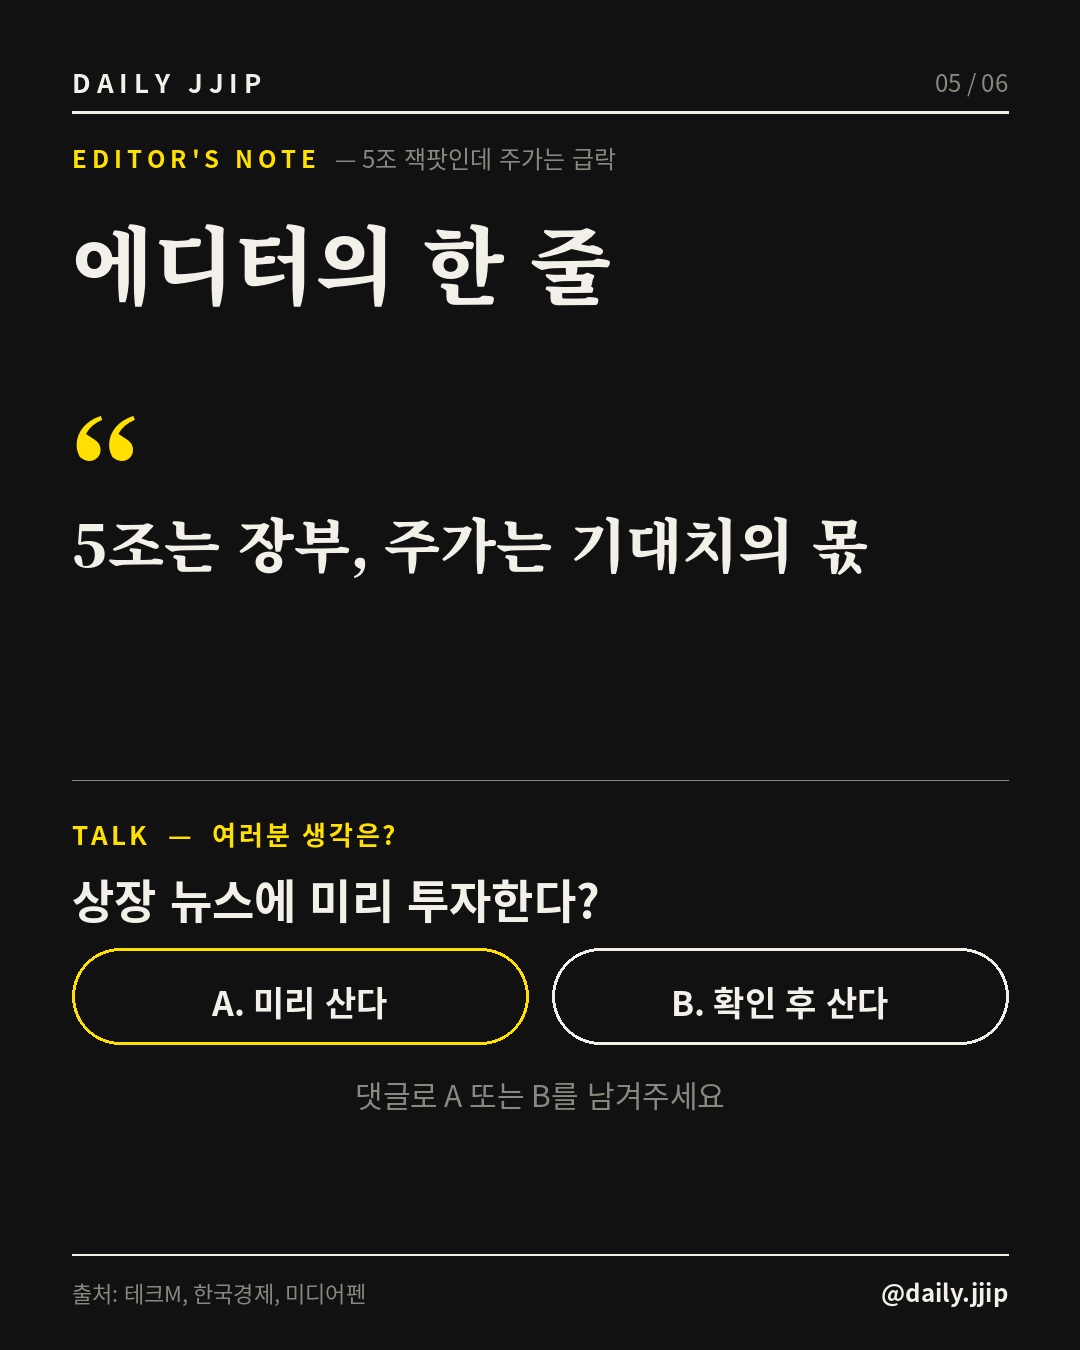 DAILY JJIP
05 / 06
EDITOR'S NOTE — 5조 잭팟인데 주가는 급락
에디터의 한 줄
“
5조는 장부, 주가는 기대치의 몫
TALK — 여러분 생각은?
상장 뉴스에 미리 투자한다?
A. 미리 산다
B. 확인 후 산다
댓글로 A 또는 B를 남겨주세요
출처: 테크M, 한국경제, 미디어펜
@daily.jjip